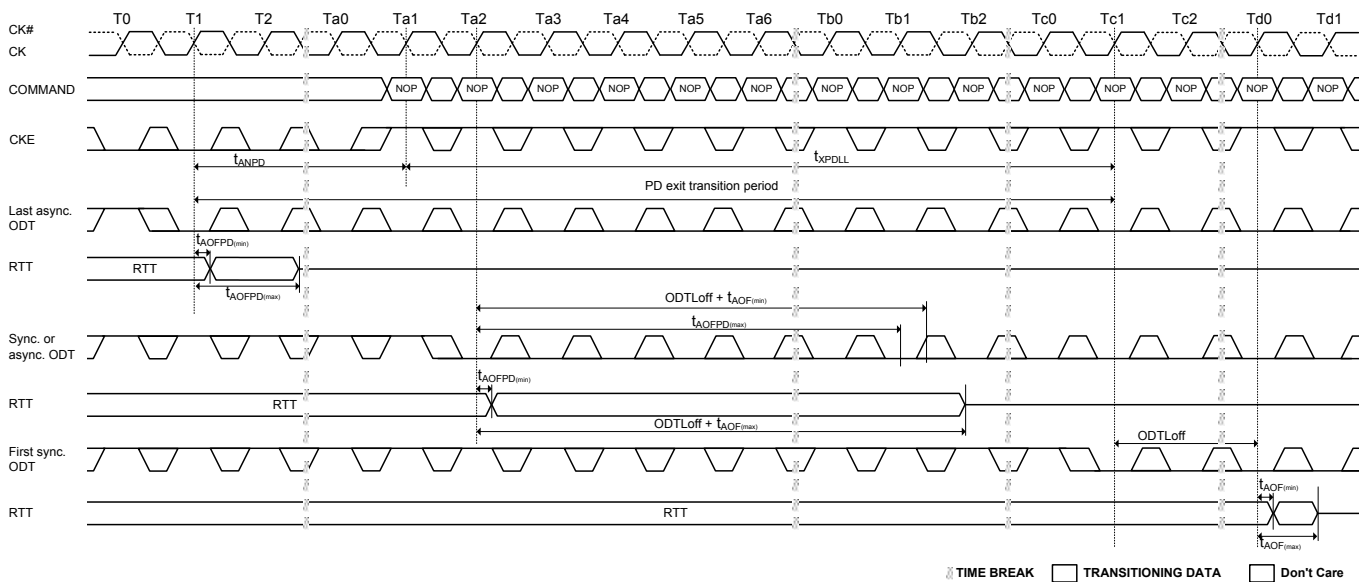 T0 T1 T2 Ta0 Ta1 Ta2 Ta3 Ta4 Ta5 Ta6 Tb0 Tb1 Tb2 Tc0 Tc1 Tc2 Td0 Td1
CK#
CK
COMMAND NOP NOP NOP NOP NOP NOP NOP NOP NOP NOP NOP NOP NOP NOP
CKE
tANPD tXPDLL
PD exit transition period
Last async.
ODT
tAOFPD(min)
RTT RTT
tAOFPD(max)
ODTLoff + tAOF(min)
tAOFPD(max)
Sync. or
async. ODT
tAOFPD(min)
RTT RTT
ODTLoff + tAOF(max)
ODTLoff
First sync.
ODT
tAOF(min)
RTT RTT
tAOF(max)
TIME BREAK TRANSITIONING DATA Don't Care